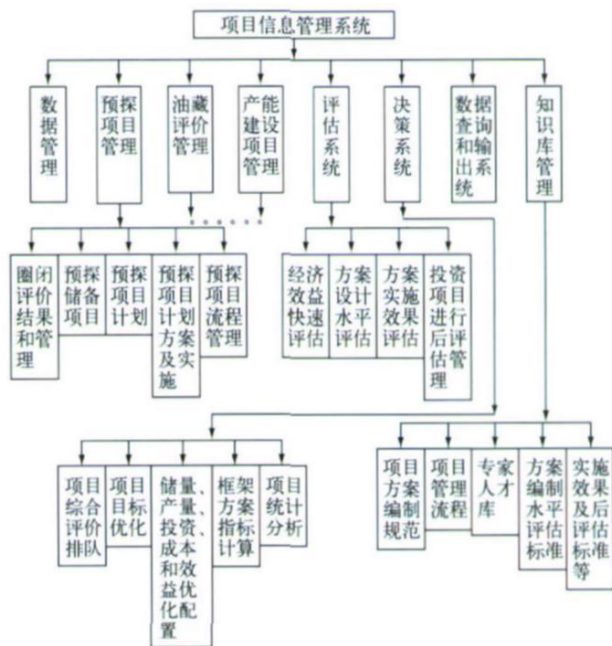 项目信息管理系统
数据管理
预探项目管理
油藏评价管理
产能建设项目管理
评估系统
决策系统
数据查询和输出系统
知识库管理
圈闭评价结果和管理
预探储备项目
预探项目计划
预探项目计划方案及实施
预探项目流程管理
经济效益快速评估
方案设计水平评估
方案实施效果评估
投资项目进行后评估管理
项目综合评价排队
项目目标优化
储量、产量、投资、成本和效益优化配置
框架方案指标计算
项目统计分析
项目方案编制规范
项目管理流程
专家人才库
方案编制水平评估标准
实施效果及后评估标准等